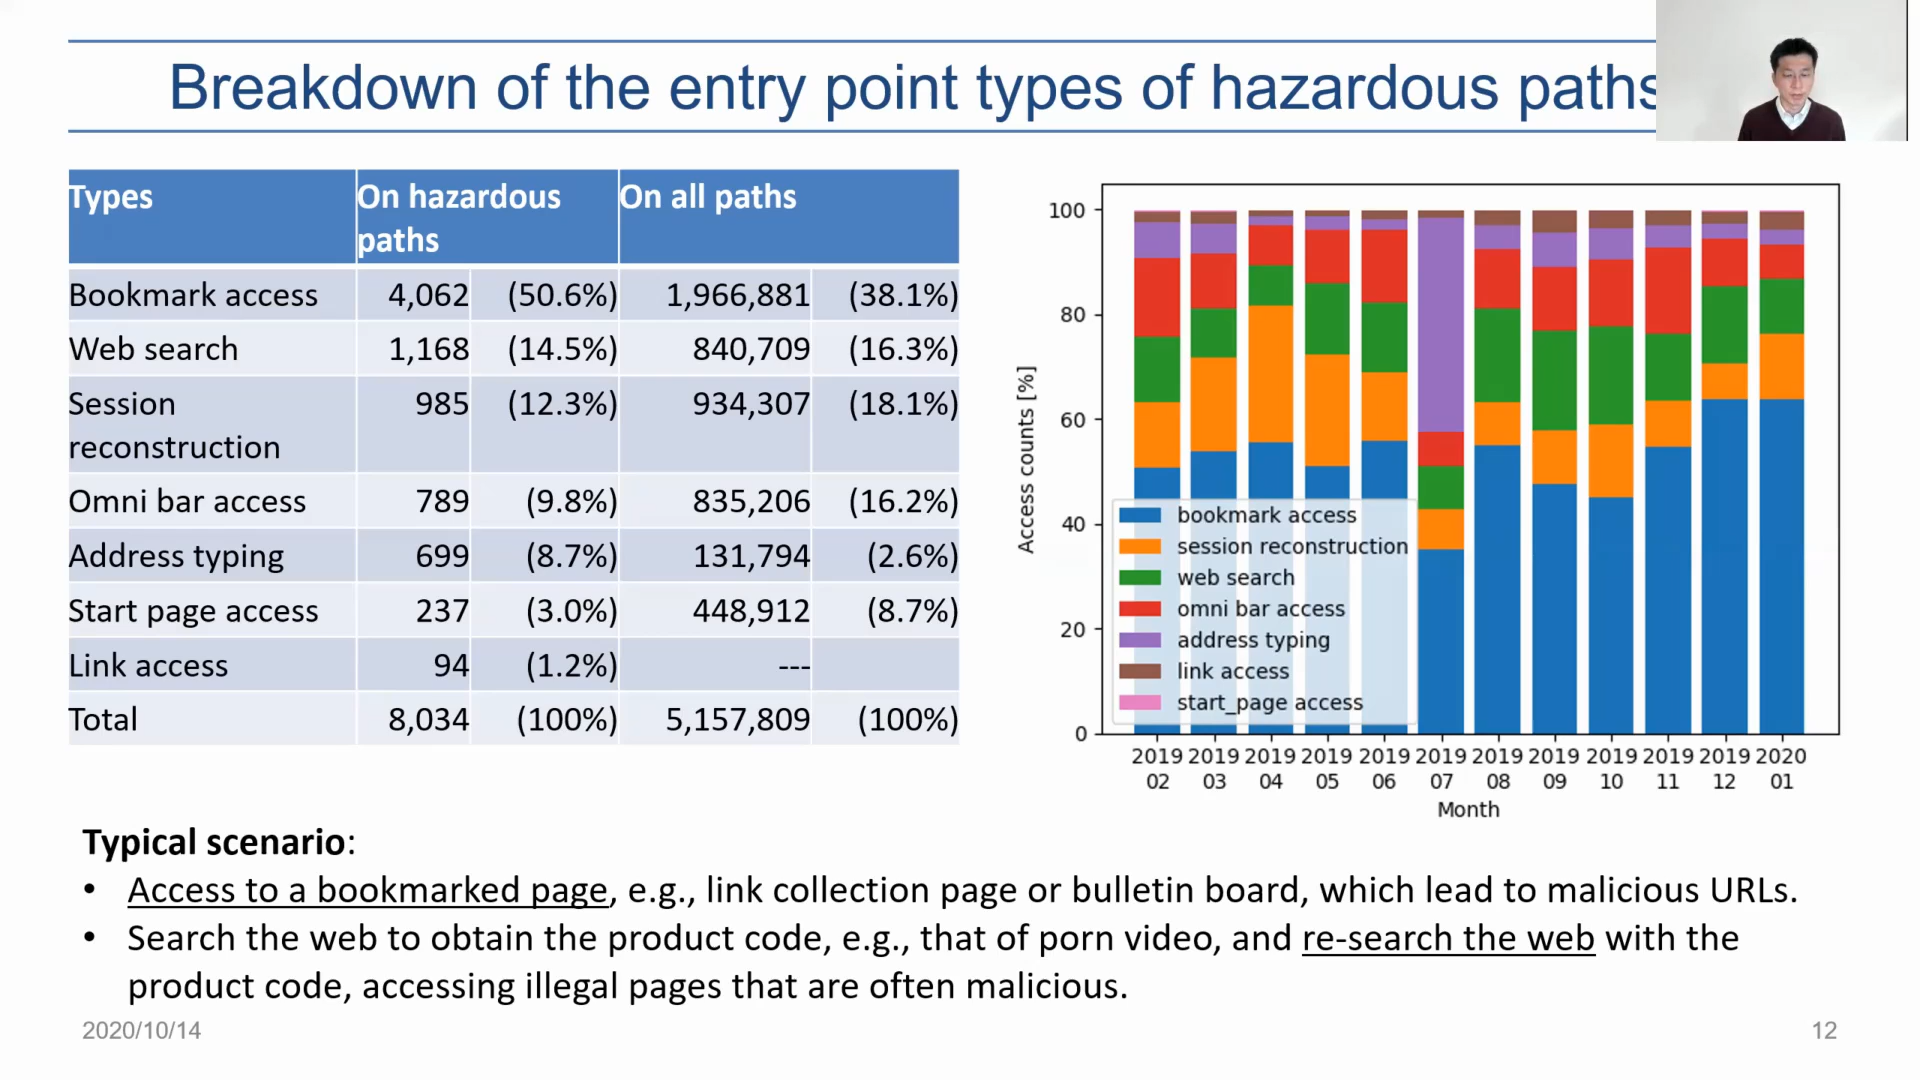 Breakdown of the entry point types of hazardous paths
Types On hazardous paths On all paths
Bookmark access 4,062 (50.6%) 1,966,881 (38.1%)
Web search 1,168 (14.5%) 840,709 (16.3%)
Session reconstruction 985 (12.3%) 934,307 (18.1%)
Omni bar access 789 (9.8%) 835,206 (16.2%)
Address typing 699 (8.7%) 131,794 (2.6%)
Start page access 237 (3.0%) 448,912 (8.7%)
Link access 94 (1.2%) ---
Total 8,034 (100%) 5,157,809 (100%)
Access counts [%]
100
80
60
40
20
0
bookmark access
session reconstruction
web search
omni bar access
address typing
link access
start_page access
2019 2019 2019 2019 2019 2019 2019 2019 2019 2019 2019 2020
02 03 04 05 06 07 08 09 10 11 12 01
Month
Typical scenario:
• Access to a bookmarked page, e.g., link collection page or bulletin board, which lead to malicious URLs.
• Search the web to obtain the product code, e.g., that of porn video, and re-search the web with the
product code, accessing illegal pages that are often malicious.
2020/10/14
12